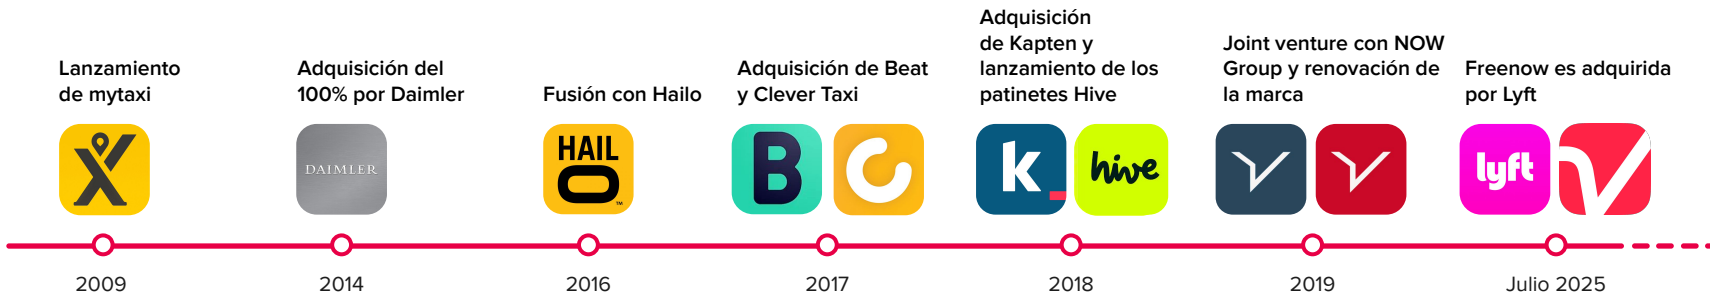 Lanzamiento
de mytaxi
2009
Adquisición del
100% por Daimler
DAIMLER
2014
Fusión con Hailo
HAIL
O
™
2016
Adquisición de Beat
y Clever Taxi
B
2017
Adquisición
de Kapten y
lanzamiento de los
patinetes Hive
k_
hive
2018
Joint venture con NOW
Group y renovación de
la marca
2019
Freenow es adquirida
por Lyft
lyft
Julio 2025